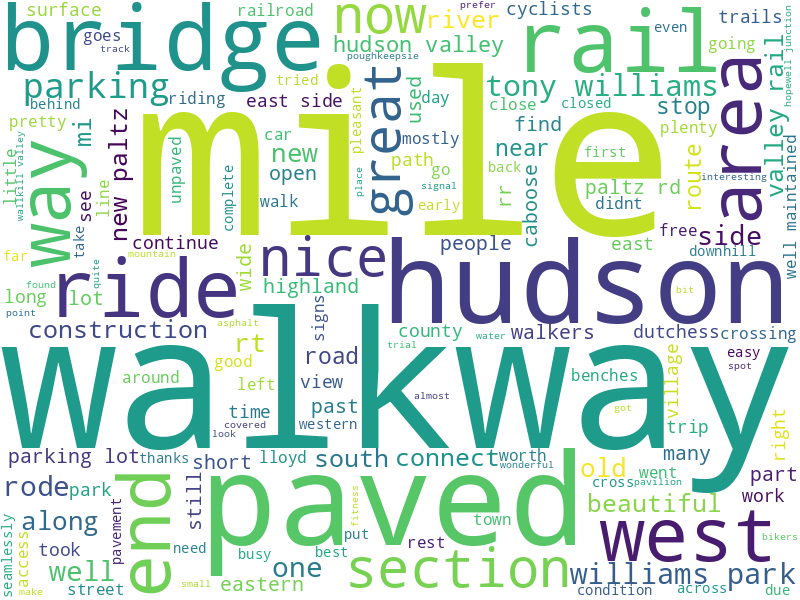 surface
railroad
prefer
cyclists
bridge
goes
track
now
river
rail
trails
even
going
hudson valley
poughkeepsie
parking
tried
tony williams
behind
riding
east side
close
closed
stop
pretty
mi
car
day
used
pleasant
great
mile
area
valley rail
hopewell junction
new paltz
way
little
wallkill valley
line
see
unpaved
complete
new
open
walk
place
mostly
path
go
signal
early
rr
back
near
find
caboose
first
paltz rd
didnt
route
plenty
interesting
free
side
well maintained
far
take
continue
mountain
wide
nice
people
east
downhill
found
quite
long
lot
ride
highland
hudson
bit
point
construction
asphalt
rt
signs
road
county
trial
walkers
water
dutchess
crossing
good
left
view
easy
spot
walkway
around
time
past
western
almost
benches
village
trip
got
right
covered
look
parking lot
thanks
short
lloyd
south
connect
worth
wonderful
old
went
many
part
rode
park
still
paved
cross
pavilion
work
end
fitness
along
put
town
beautiful
west
bikers
seamlessly
access
took
pavement
need
busy
best
rest
one
well
street
small
eastern
section
williams park
make
condition
across
due